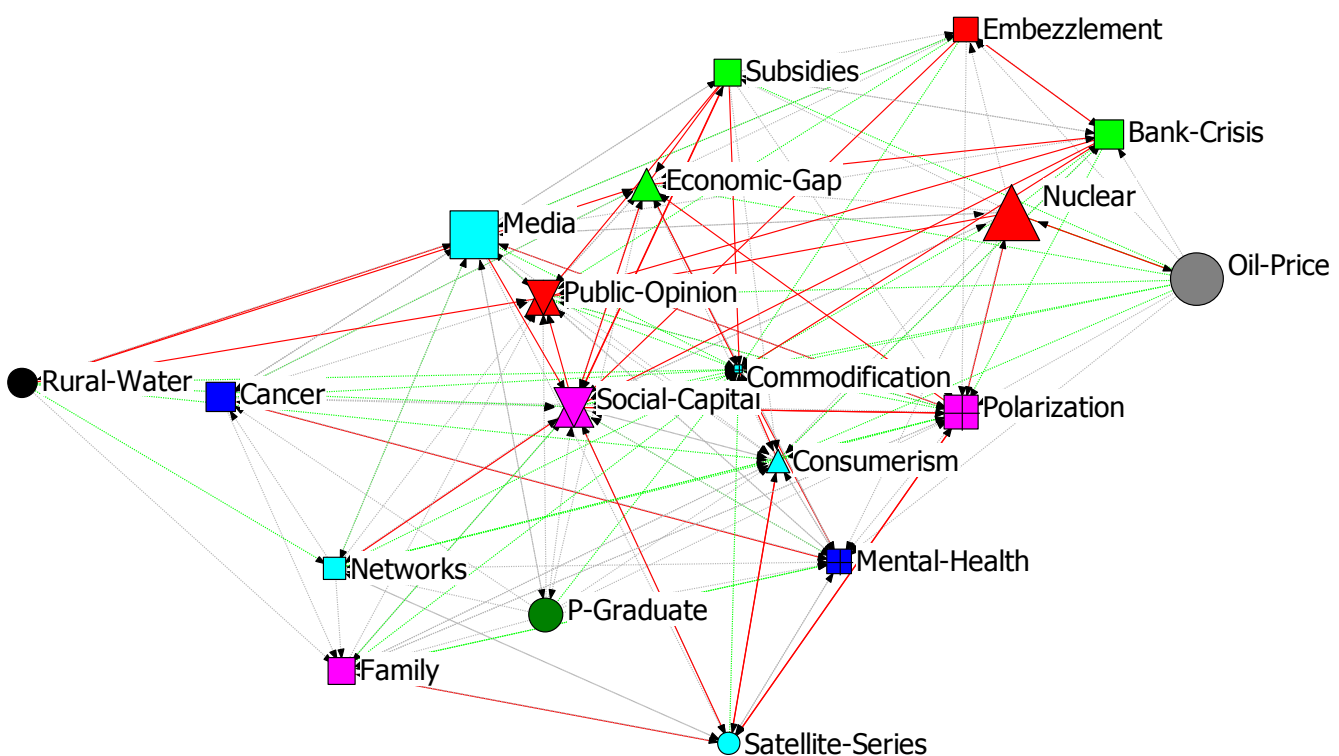 Embezzlement
Subsidies
Bank-Crisis
Economic-Gap
Nuclear
Media
Oil-Price
Public-Opinion
Rural-Water
Cancer
Commodification
Social-Capital
Polarization
Consumerism
Networks
Mental-Health
P-Graduate
Family
Satellite-Series